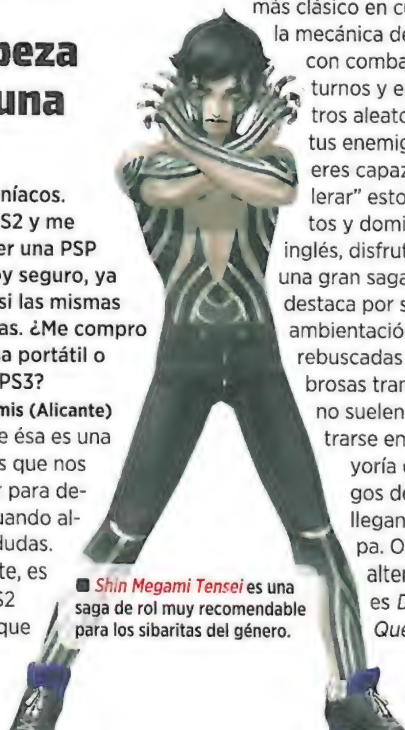 beza
una
níacos.
S2 y me
er una PSP
y seguro, ya
si las mismas
as. ¿Me compro
a portátil o
PS3?
mis (Alicante)
e ésa es una
s que nos
r para de-
uando al-
dudas.
te, es
S2
que
■ Shin Megami Tensei es una
saga de rol muy recomendable
para los sibaritas del género.
más clásico en cu
la mecánica de
con comba
turnos y e
tros aleato
tus enemig
eres capaz
lerar" esto
tos y domi
inglés, disfrut
una gran saga
destaca por s
ambientació
rebuscadas
brosas tran
no suelen
trarse en
yoría
gos de
llegan
pa. O
alter
es D
Que